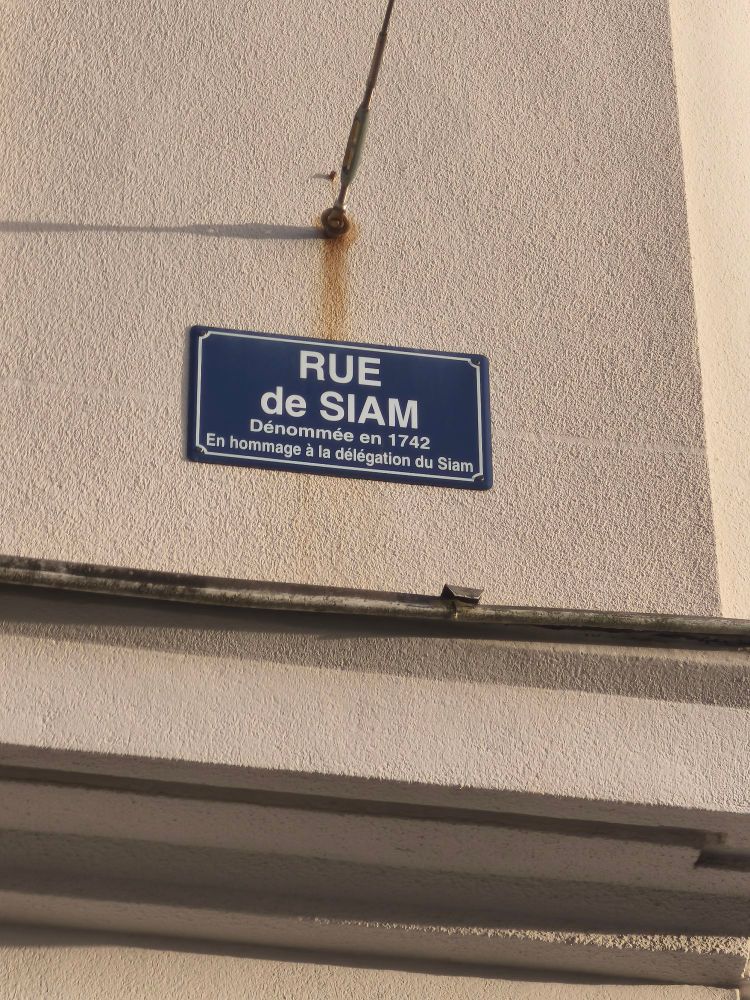 RUE
de SIAM
Dénommée en 1742
En hommage à la délégation du Siam